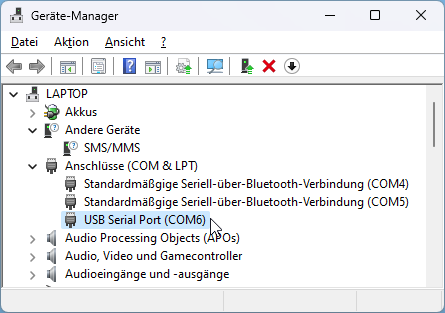 Geräte-Manager
Datei Aktion Ansicht ?
LAPTOP
Akkus
Andere Geräte
SMS/MMS
Anschlüsse (COM & LPT)
Standardmäßgige Seriell-über-Bluetooth-Verbindung (COM4)
Standardmäßgige Seriell-über-Bluetooth-Verbindung (COM5)
USB Serial Port (COM6)
Audio Processing Objects (APOs)
Audio, Video und Gamecontroller
Audioeingänge und -ausgänge